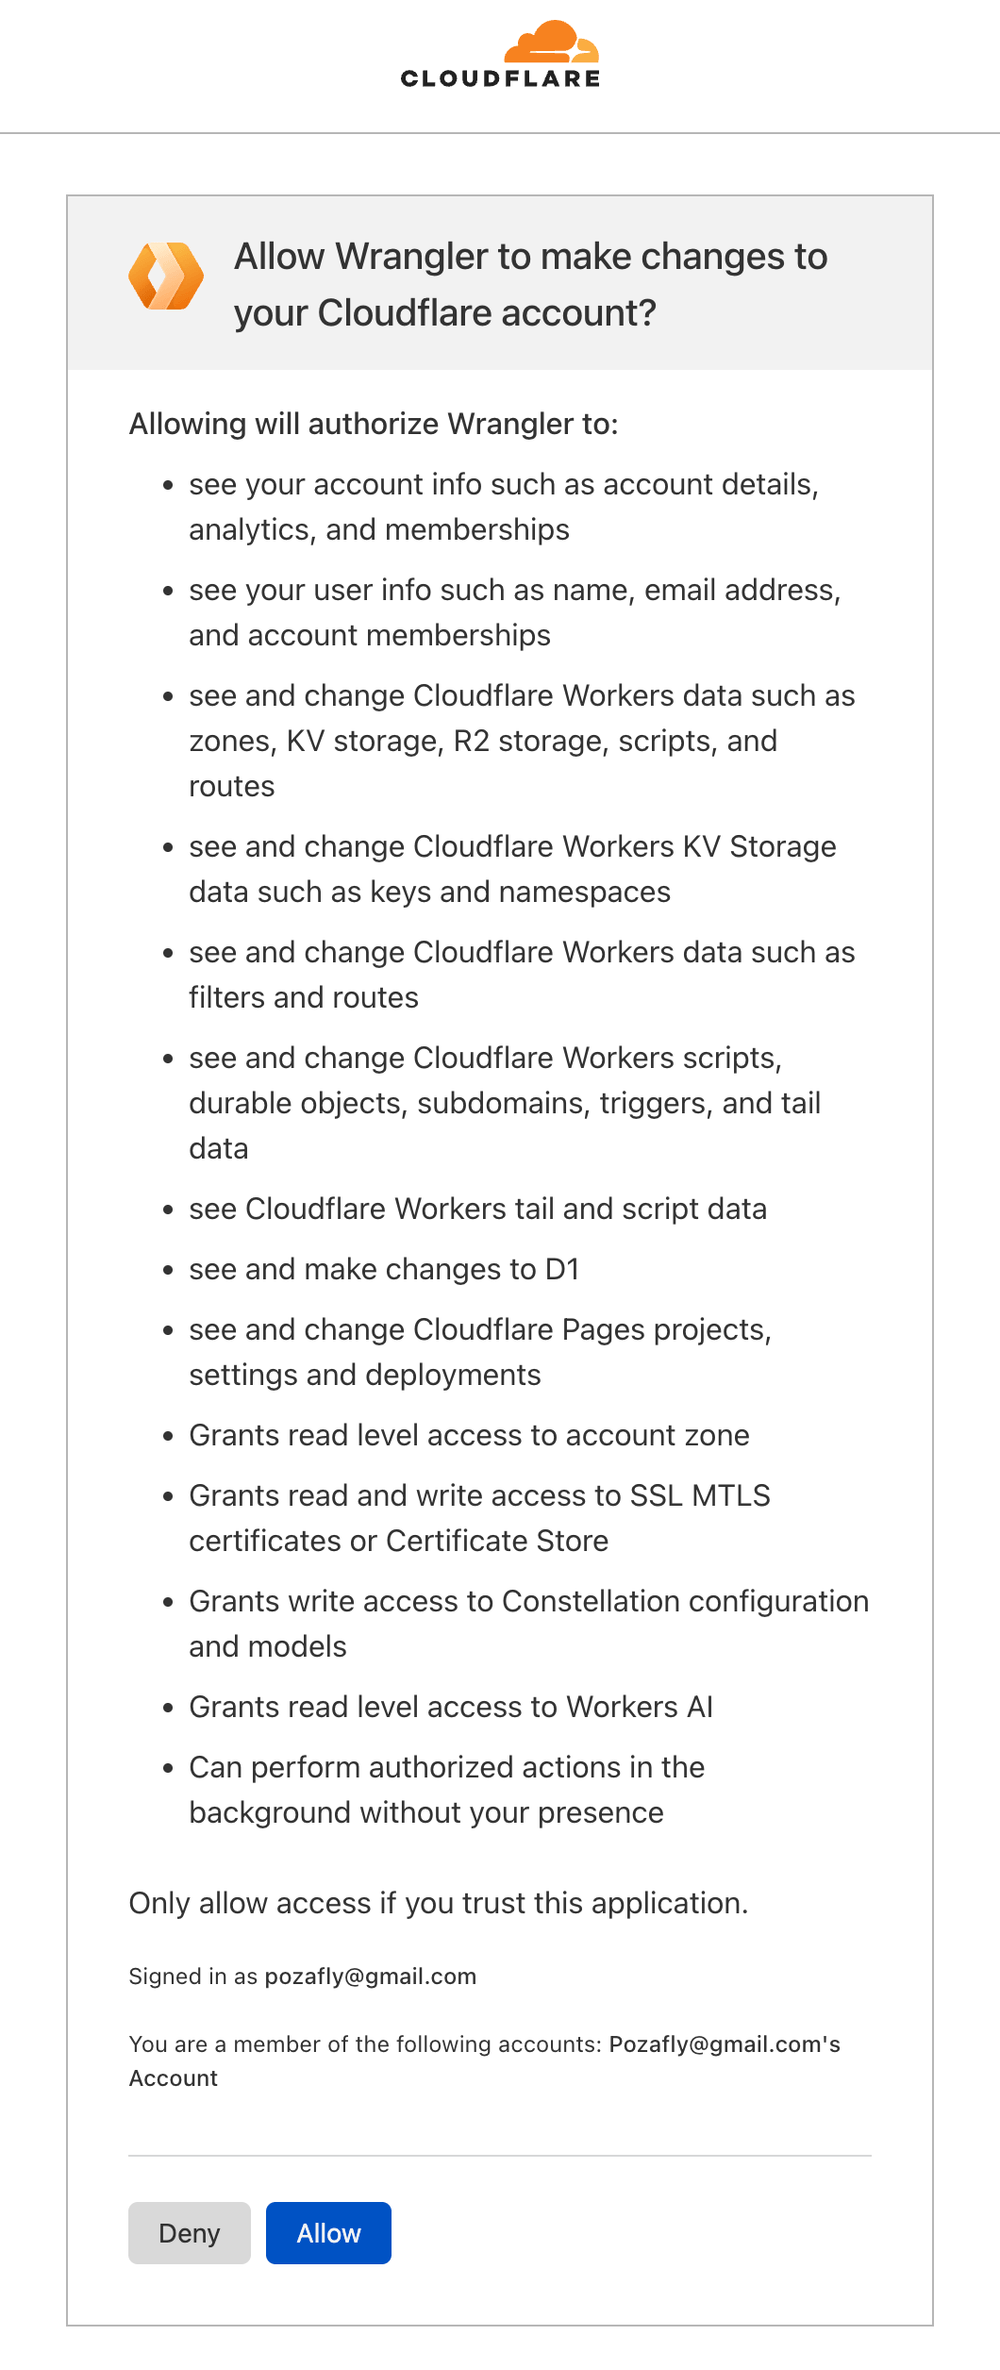 CLOUDFLARE
Allow Wrangler to make changes to
your Cloudflare account?
Allowing will authorize Wrangler to:
• see your account info such as account details,
analytics, and memberships
• see your user info such as name, email address,
and account memberships
• see and change Cloudflare Workers data such as
zones, KV storage, R2 storage, scripts, and
routes
• see and change Cloudflare Workers KV Storage
data such as keys and namespaces
• see and change Cloudflare Workers data such as
filters and routes
• see and change Cloudflare Workers scripts,
durable objects, subdomains, triggers, and tail
data
• see Cloudflare Workers tail and script data
• see and make changes to D1
• see and change Cloudflare Pages projects,
settings and deployments
• Grants read level access to account zone
• Grants read and write access to SSL MTLS
certificates or Certificate Store
• Grants write access to Constellation configuration
and models
• Grants read level access to Workers AI
• Can perform authorized actions in the
background without your presence
Only allow access if you trust this application.
Signed in as pozafly@gmail.com
You are a member of the following accounts: Pozafly@gmail.com's
Account
Deny Allow